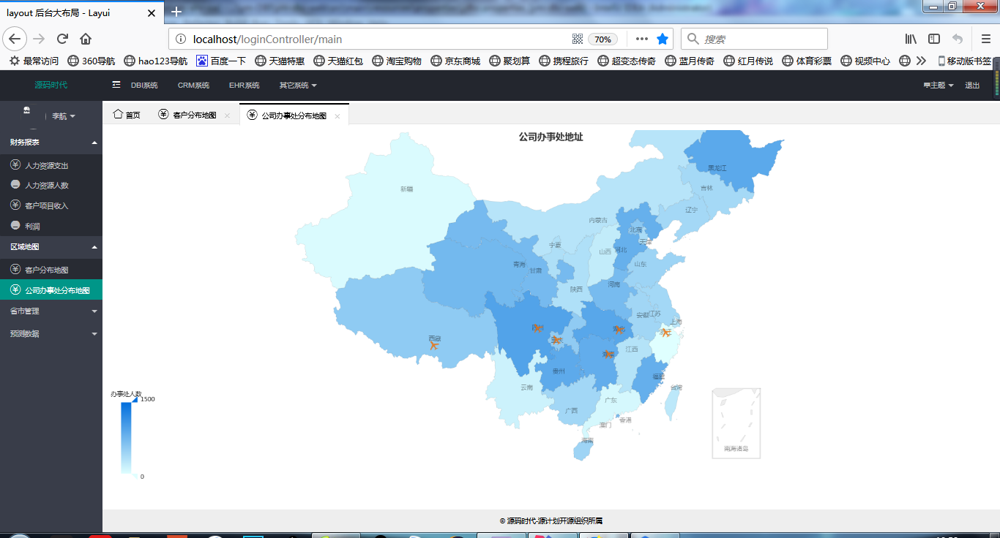 layout 后台大布局 - Layui
localhost/loginController/main
70%
搜索
最常访问 360导航 hao123导航 百度一下 天猫特惠 天猫红包 淘宝购物 京东商城 聚划算 携程旅行 超变态传奇 蓝月传奇 红月传说 体育彩票 视频中心 移动版书签
源码时代
DBI系统 CRM系统 EHR系统 其它系统
主题 退出
李航
首页 客户分布地图 公司办事处分布地图
财务报表
人力资源支出
人力资源人数
客户项目收入
利润
区域地图
客户分布地图
公司办事处分布地图
省市管理
预测数据
公司办事处地址
黑龙江
吉林
新疆
辽宁
内蒙古
北京
天津
宁夏
山西
河北
青海
山东
甘肃
河南
陕西
安徽
江苏
上海
四川
西藏
江西
贵州
福建
云南
台湾
广东
广西
香港
澳门
海南
南海诸岛
办事处人数
1500
0
© 源码时代-源计划开源组织所属